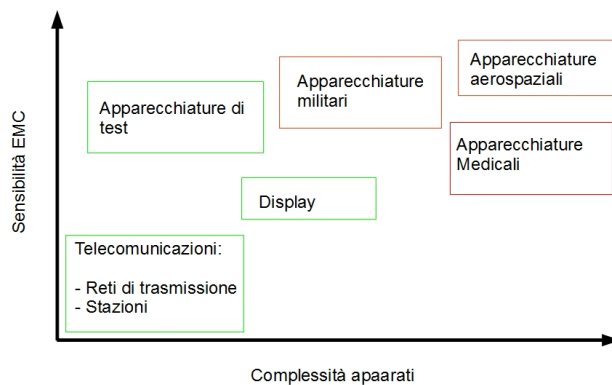 Sensibilità EMC
Apparecchiature di
test
Apparecchiature
militari
Apparecchiature
aerospaziali
Apparecchiature
Medicali
Display
Telecomunicazioni:
- Reti di trasmissione
- Stazioni
Complessità apaarati